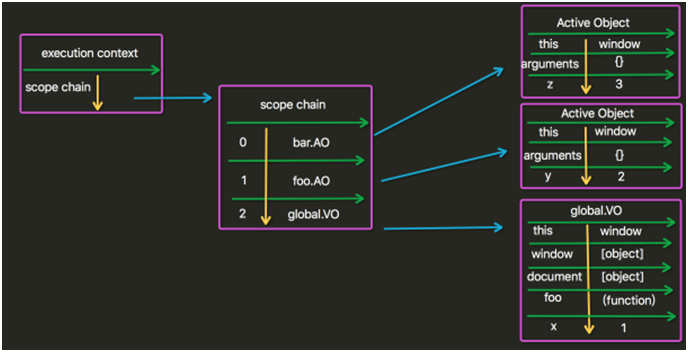 execution context
scope chain
scope chain
0 bar.AO
1 foo.AO
2 global.VO
Active Object
this window
arguments {}
z 3
Active Object
this window
arguments {}
y 2
global.VO
this window
window [object]
document [object]
foo (function)
x 1